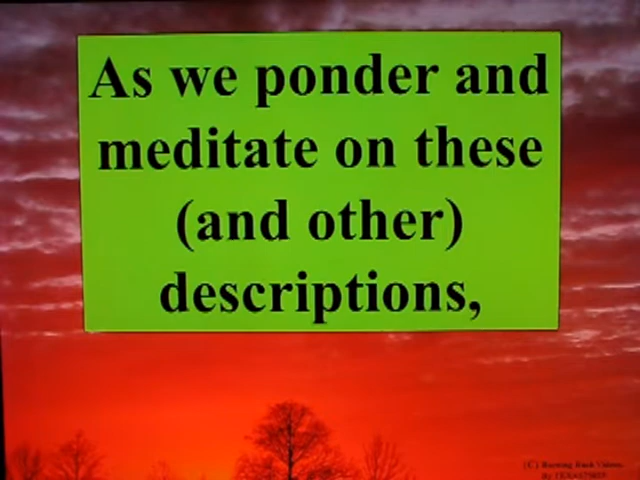 As we ponder and
meditate on these
(and other)
descriptions,